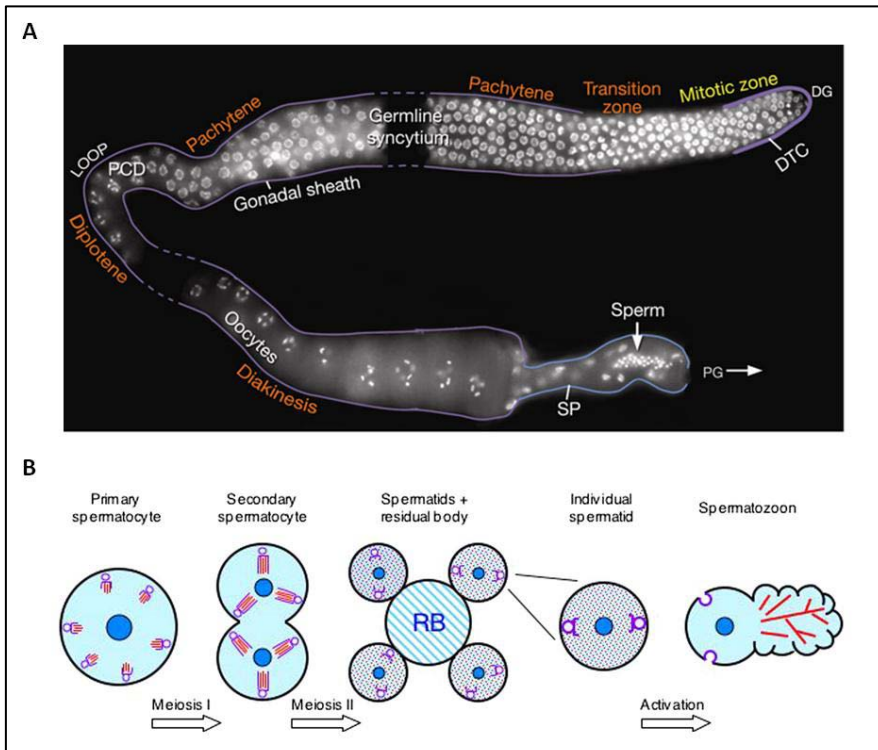 A
Pachytene
Pachytene
Transition
zone
Mitotic zone
DG
Germline
syncytium
LOOP
PCD
Gonadal sheath
DTC
Diplotene
Oocytes
Diakinesis
Sperm
SP
PG
B
Primary
spermatocyte
Secondary
spermatocyte
Spermatids +
residual body
Individual
spermatid
Spermatozoon
RB
Meiosis I
Meiosis II
Activation